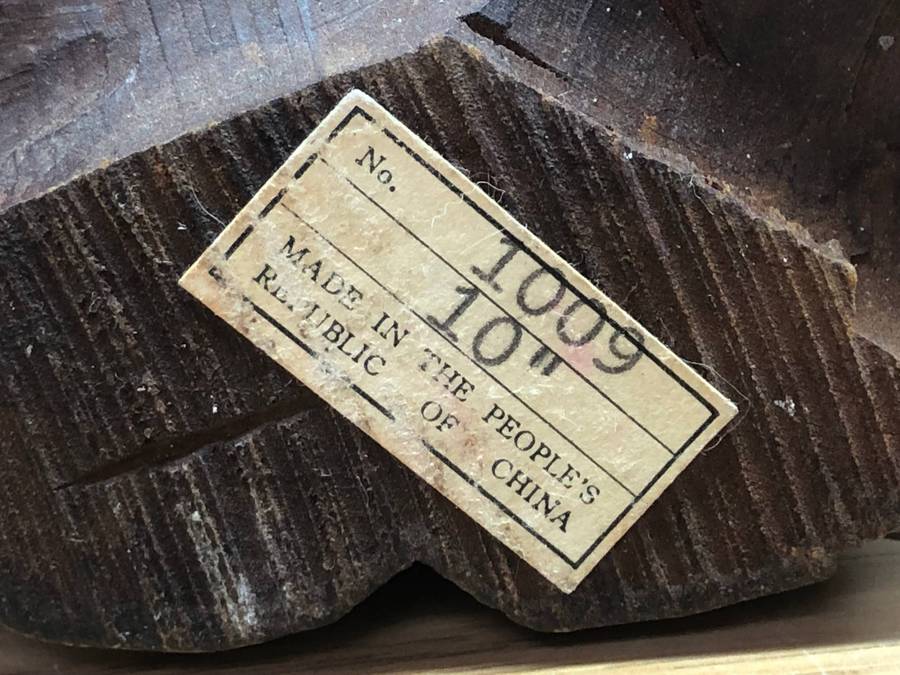 No. 1009
10"
MADE IN THE PEOPLE'S
REPUBLIC OF CHINA